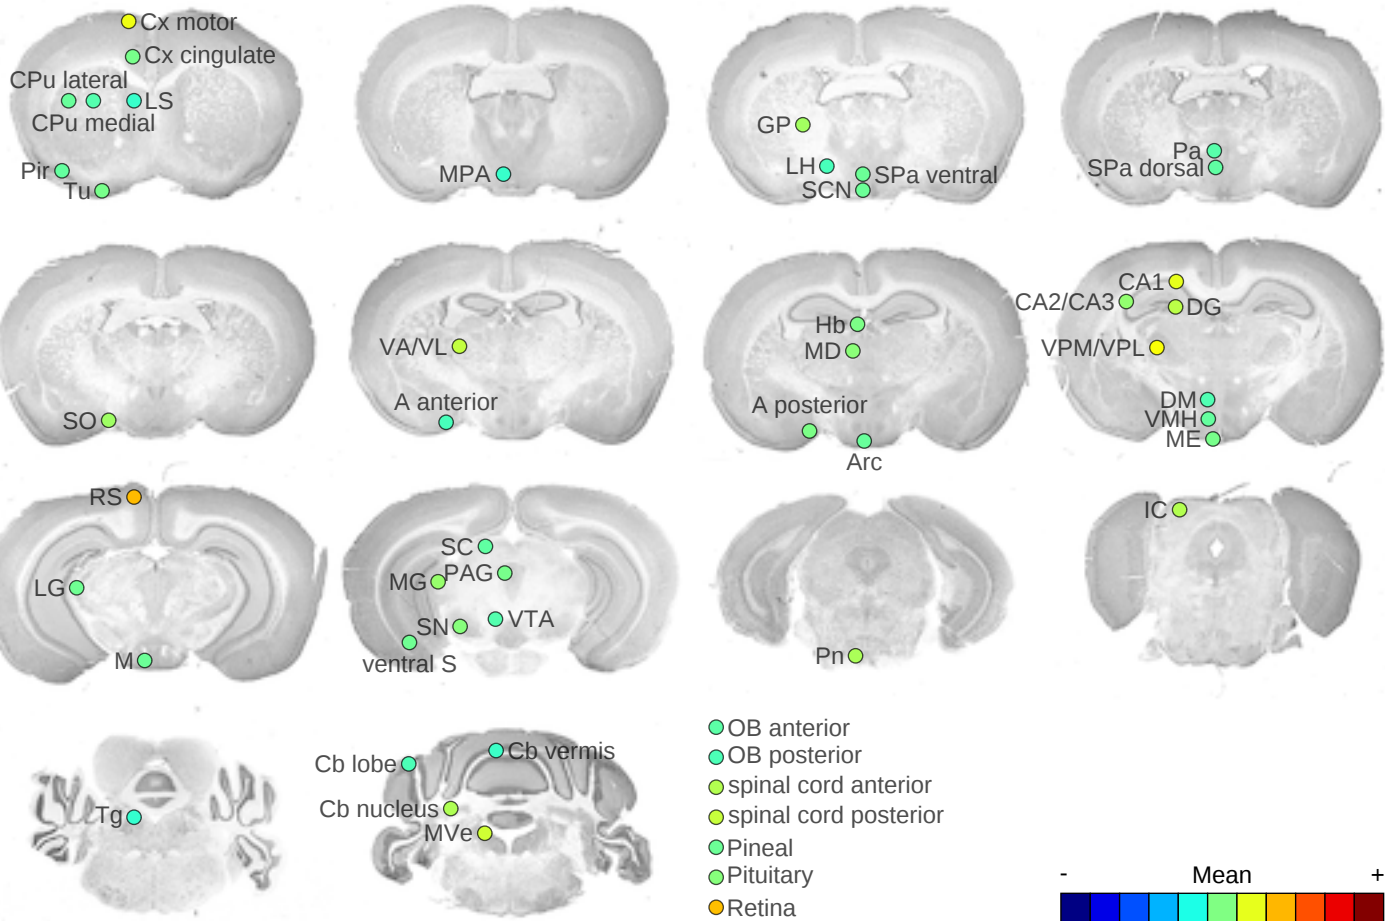 Cx motor
Cx cingulate
CPu lateral
LS
CPu medial
Pir
Tu
MPA
GP
LH
SPa ventral
SCN
Pa
SPa dorsal
SO
VA/VL
A anterior
Hb
MD
A posterior
Arc
CA1
CA2/CA3
DG
VPM/VPL
DM
VMH
ME
RS
LG
M
SC
PAG
MG
VTA
SN
ventral S
Pn
IC
Tg
Cb lobe
Cb vermis
Cb nucleus
MVe
OB anterior
OB posterior
spinal cord anterior
spinal cord posterior
Pineal
Pituitary
Retina
- Mean +